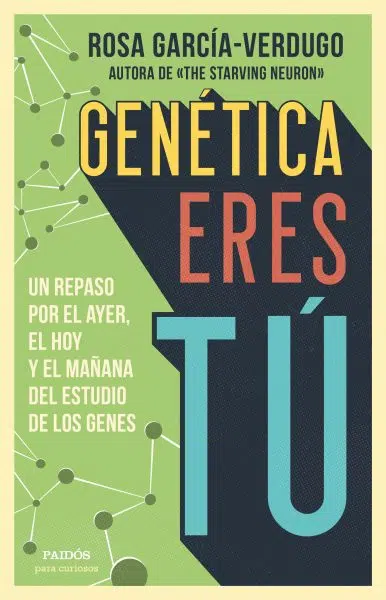 ROSA GARCÍA-VERDUGO
AUTORA DE «THE STARVING NEURON»
GENÉTICA
ERES
TÚ
UN REPASO
POR EL AYER,
EL HOY
Y EL MAÑANA
DEL ESTUDIO
DE LOS GENES
PAIDÓS
para curiosos